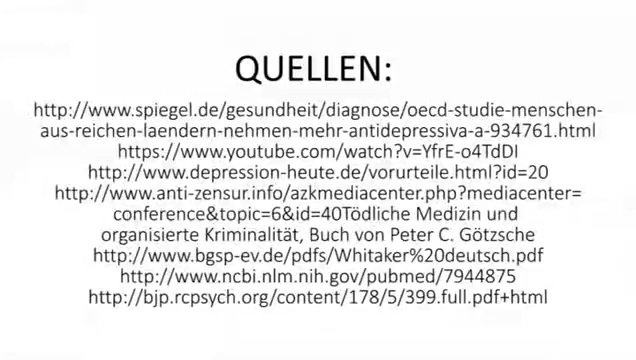 QUELLEN:
http://www.spiegel.de/gesundheit/diagnose/oecd-studie-menschen-
aus-reichen-laendern-nehmen-mehr-antidepressiva-a-934761.html
https://www.youtube.com/watch?v=YfrE-o4TdDI
http://www.depression-heute.de/vorurteile.html?id=20
http://www.anti-zensur.info/azkmediacenter.php?mediacenter=
conference&topic=6&id=40Tödliche Medizin und
organisierte Kriminalität, Buch von Peter C. Götzsche
http://www.bgsp-ev.de/pdfs/Whitaker%20deutsch.pdf
http://www.ncbi.nlm.nih.gov/pubmed/7944875
http://bjp.rcpsych.org/content/178/5/399.full.pdf+html